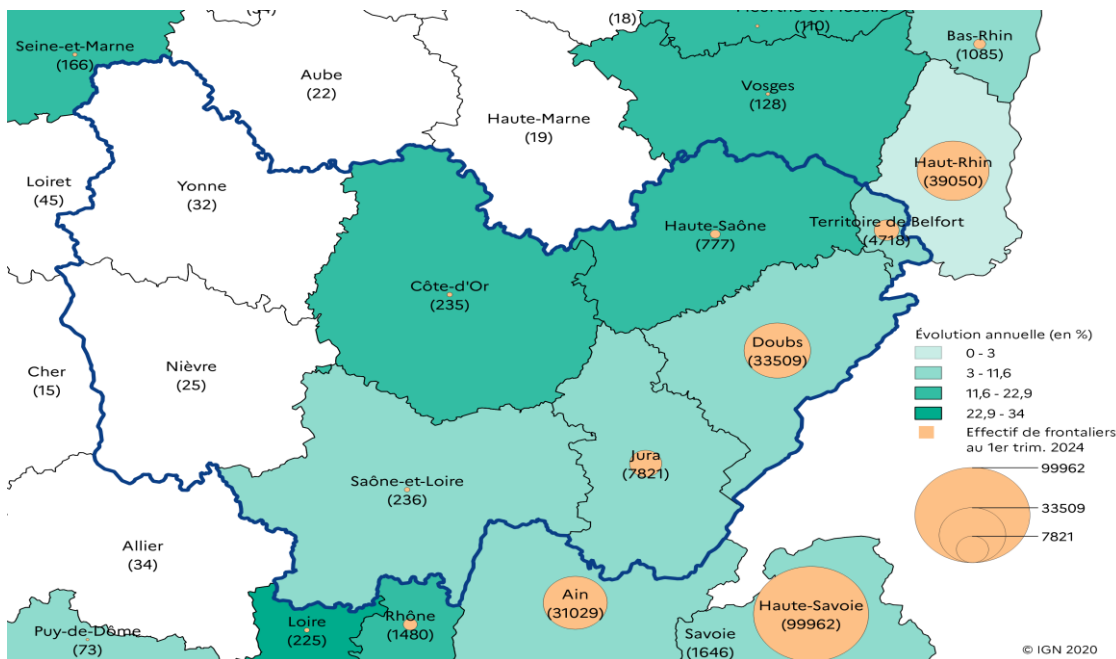 (54)
(18)
Meurthe-et-Moselle
(110)
Bas-Rhin
(1085)
Seine-et-Marne
(166)
Aube
(22)
Haute-Marne
(19)
Vosges
(128)
Haut-Rhin
(39050)
Loiret
(45)
Yonne
(32)
Haute-Saône
(777)
Territoire de Belfort
(4718)
Côte-d'Or
(235)
Doubs
(33509)
Cher
(15)
Nièvre
(25)
Évolution annuelle (en %)
0 - 3
3 - 11,6
11,6 - 22,9
22,9 - 34
Effectif de frontaliers
au 1er trim. 2024
99962
33509
7821
Jura
(7821)
Saône-et-Loire
(236)
Allier
(34)
Puy-de-Dôme
(73)
Loire
(225)
Rhône
(1480)
Ain
(31029)
Haute-Savoie
(99962)
Savoie
(1646)
© IGN 2020